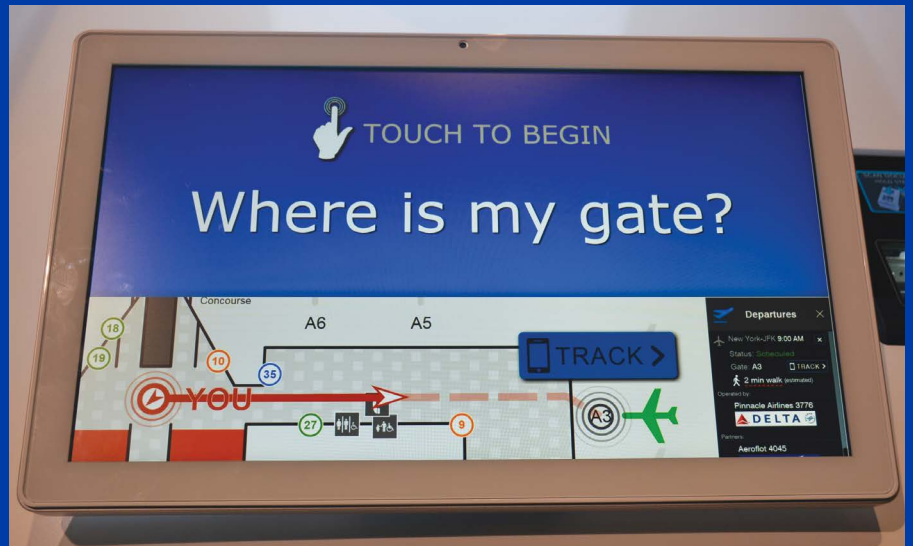 TOUCH TO BEGIN
Where is my gate?
Concourse
A6
A5
18
19
10
35
TRACK >
YOU
A3
27
9
Departures
New York-JFK 9:00 AM
Status: Scheduled
Gate: A3
TRACK >
2 min walk (estimated)
Operated by:
Pinnacle Airlines 3776
DELTA
Partners:
Aeroflot 4045